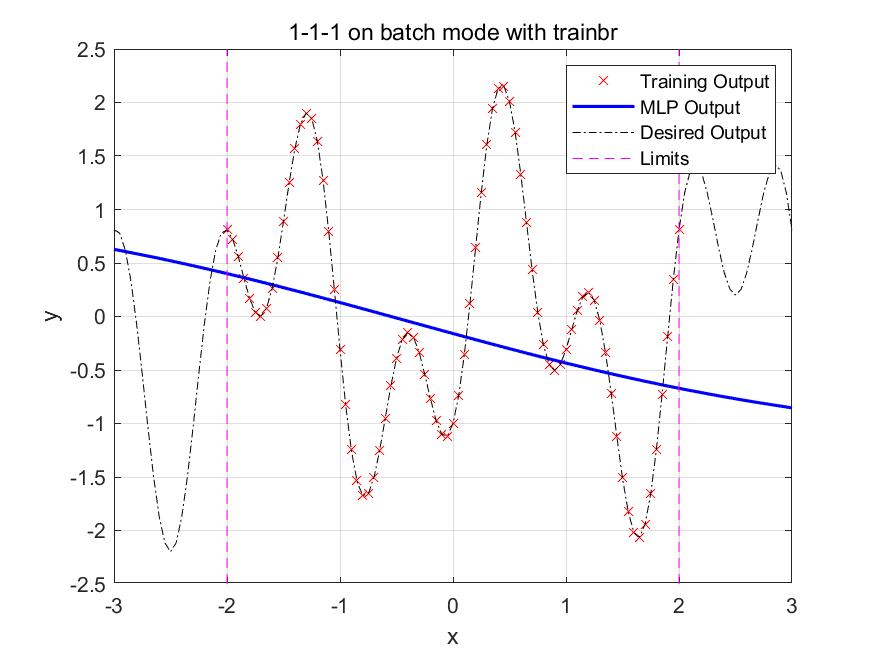 1-1-1 on batch mode with trainbr
2.5
2
1.5
1
0.5
0
-0.5
-1
-1.5
-2
-2.5
y
Training Output
MLP Output
Desired Output
Limits
-3 -2 -1 0 1 2 3
x